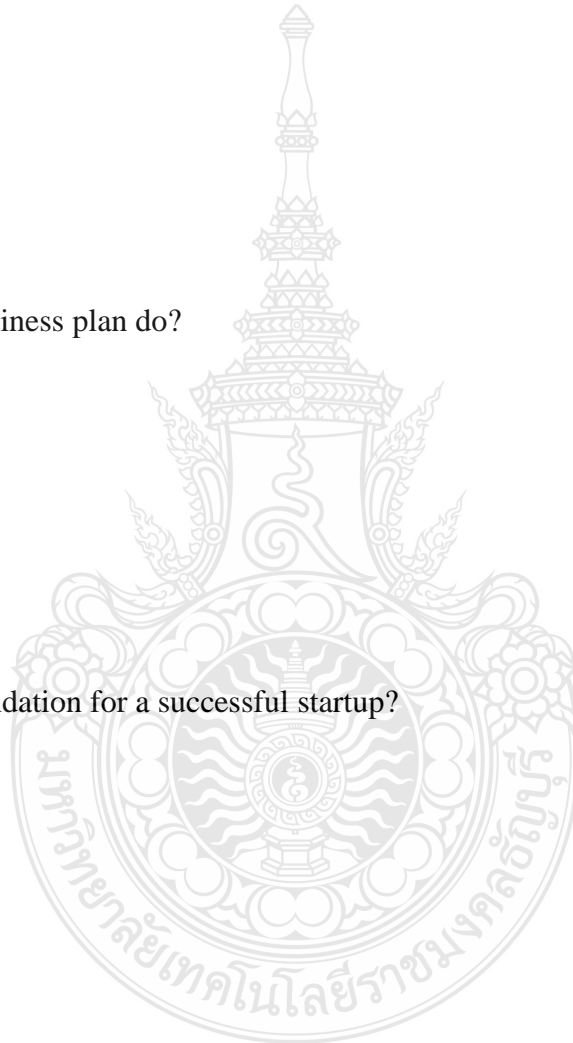 iness plan do?
dation for a successful startup?
มหาวิทยาลัยเทคโนโลยีราชมงคลธัญบุรี